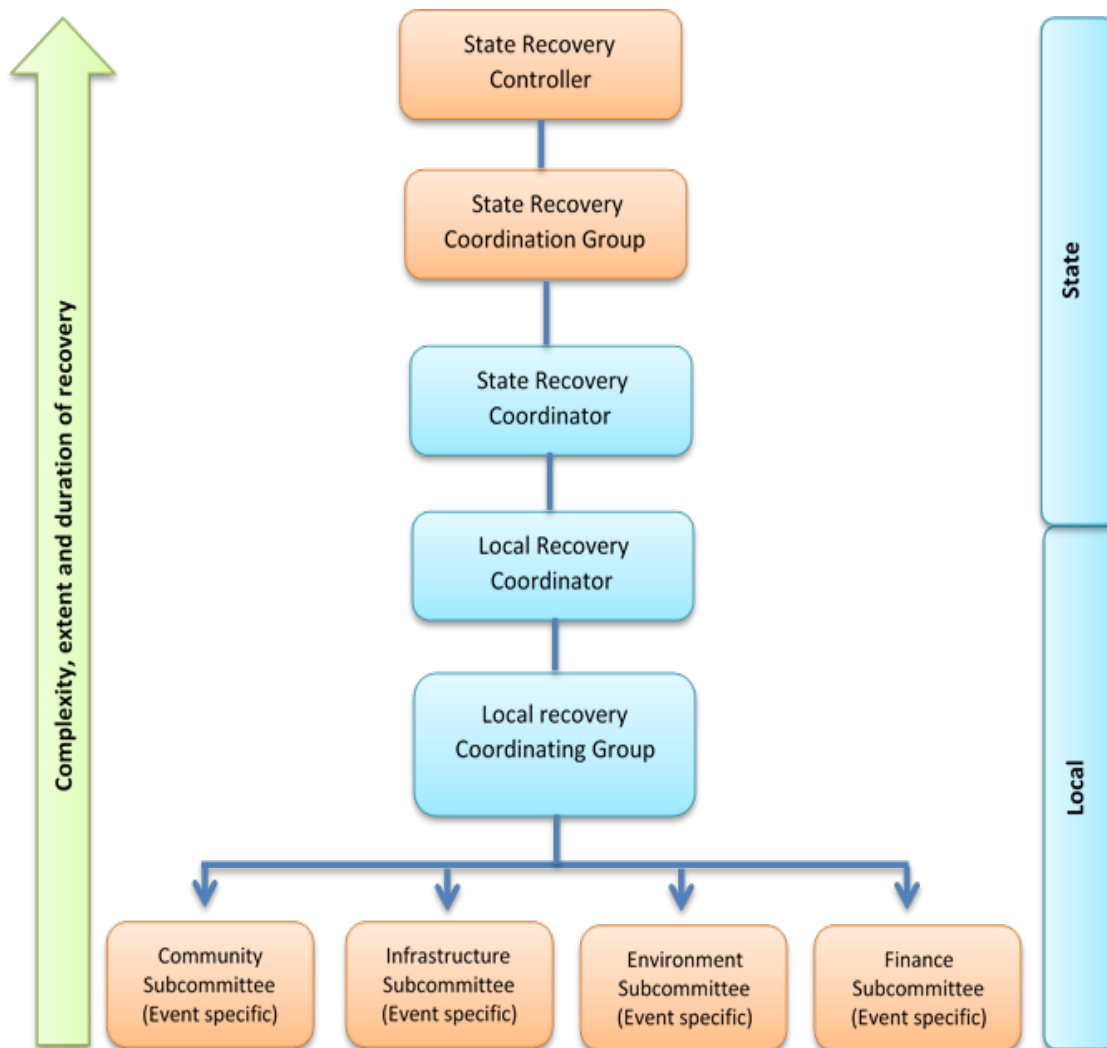 State Recovery
Controller
State Recovery
Coordination Group
State Recovery
Coordinator
Local Recovery
Coordinator
Local recovery
Coordinating Group
Community
Subcommittee
(Event specific)
Infrastructure
Subcommittee
(Event specific)
Environment
Subcommittee
(Event specific)
Finance
Subcommittee
(Event specific)
Complexity, extent and duration of recovery
State
Local